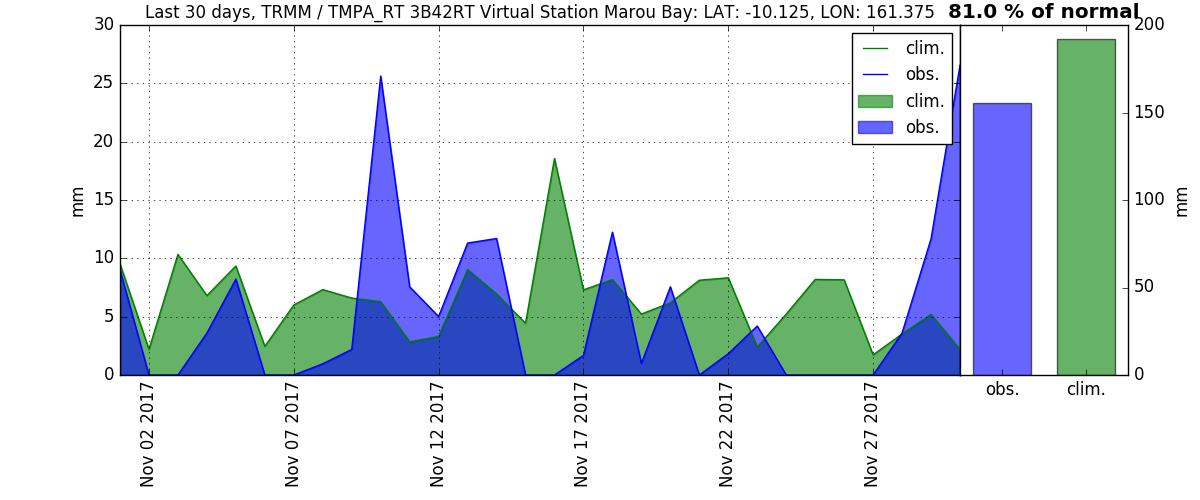 Last 30 days, TRMM / TMPA_RT 3B42RT Virtual Station Marou Bay: LAT: -10.125, LON: 161.375
81.0 % of normal
30
25
20
15
10
5
0
mm
clim.
obs.
clim.
obs.
200
150
100
50
0
mm
Nov 02 2017
Nov 07 2017
Nov 12 2017
Nov 17 2017
Nov 22 2017
Nov 27 2017
obs.
clim.